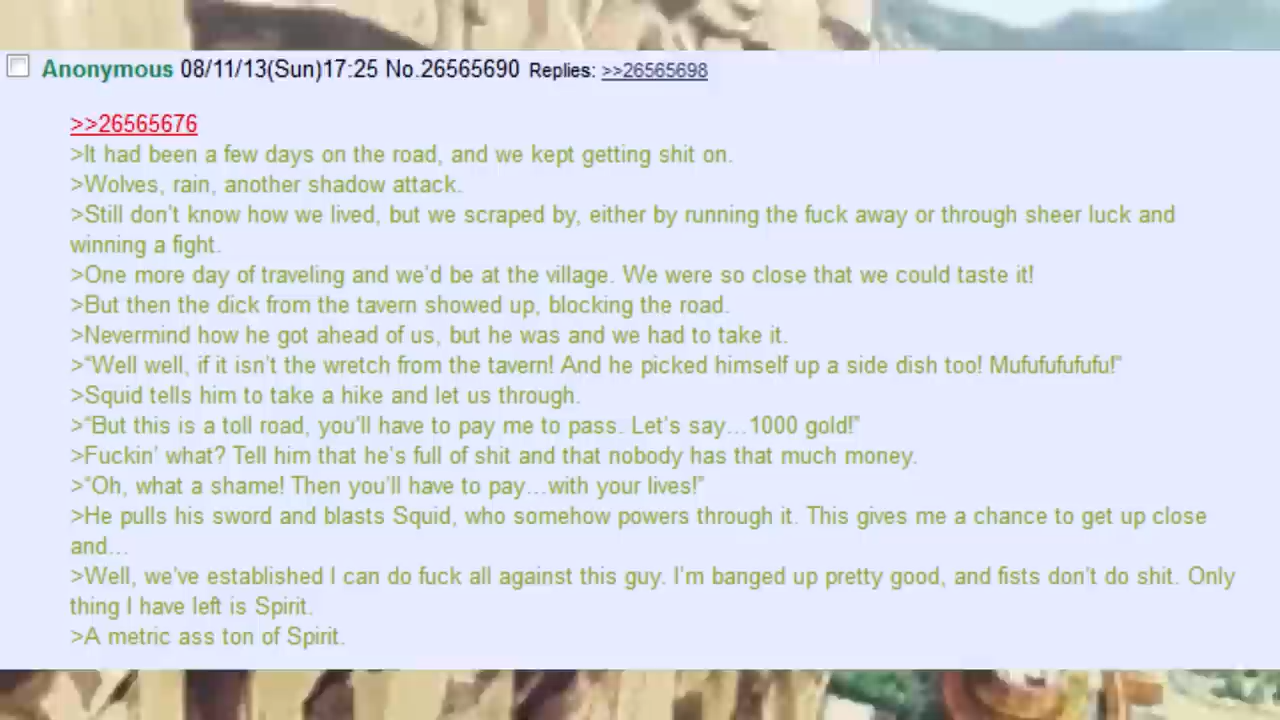 Anonymous 08/11/13(Sun)17:25 No.26565690 Replies: >>26565698
>>26565676
>It had been a few days on the road, and we kept getting shit on.
>Wolves, rain, another shadow attack.
>Still don't know how we lived, but we scraped by, either by running the fuck away or through sheer luck and
winning a fight.
>One more day of traveling and we'd be at the village. We were so close that we could taste it!
>But then the dick from the tavern showed up, blocking the road.
>Nevermind how he got ahead of us, but he was and we had to take it.
>“Well well, if it isn't the wretch from the tavern! And he picked himself up a side dish too! Mufufufufufu!”
>Squid tells him to take a hike and let us through.
>“But this is a toll road, you'll have to pay me to pass. Let's say…1000 gold!”
>Fuckin' what? Tell him that he's full of shit and that nobody has that much money.
>“Oh, what a shame! Then you'll have to pay…with your lives!”
>He pulls his sword and blasts Squid, who somehow powers through it. This gives me a chance to get up close
and…
>Well, we've established I can do fuck all against this guy. I'm banged up pretty good, and fists don't do shit. Only
thing I have left is Spirit.
>A metric ass ton of Spirit.